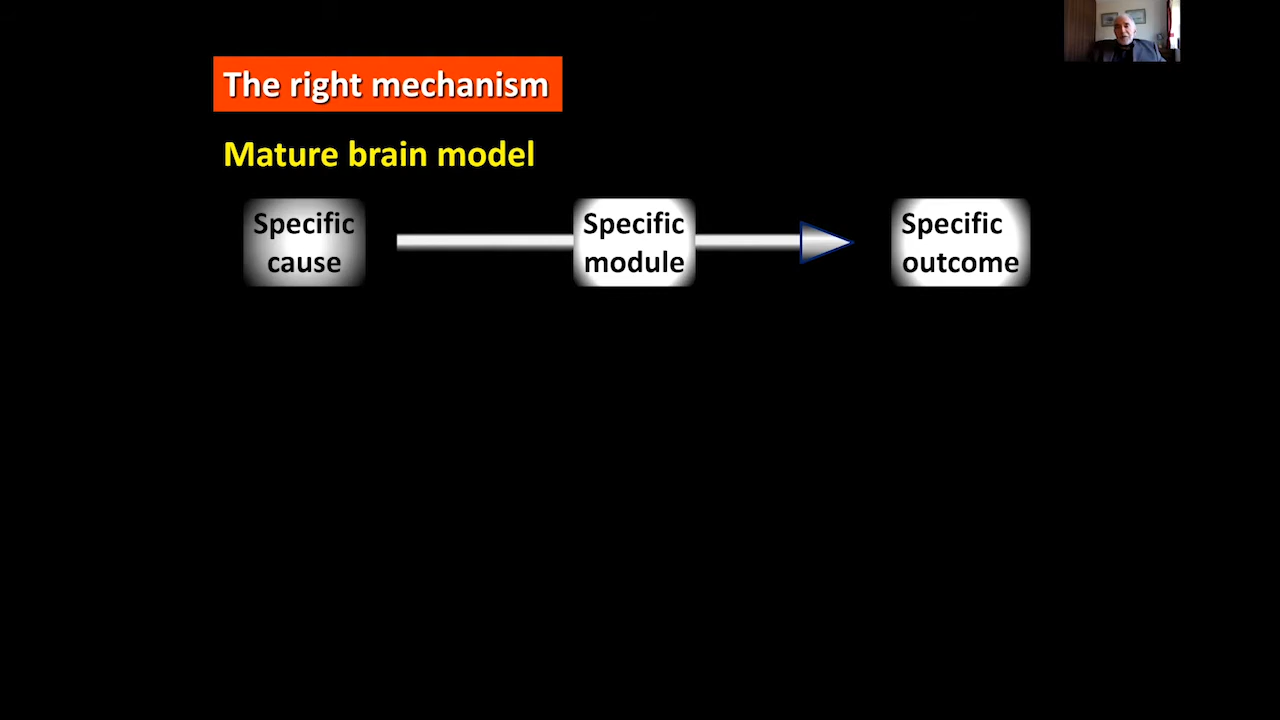 The right mechanism
Mature brain model
Specific
cause
Specific
module
Specific
outcome